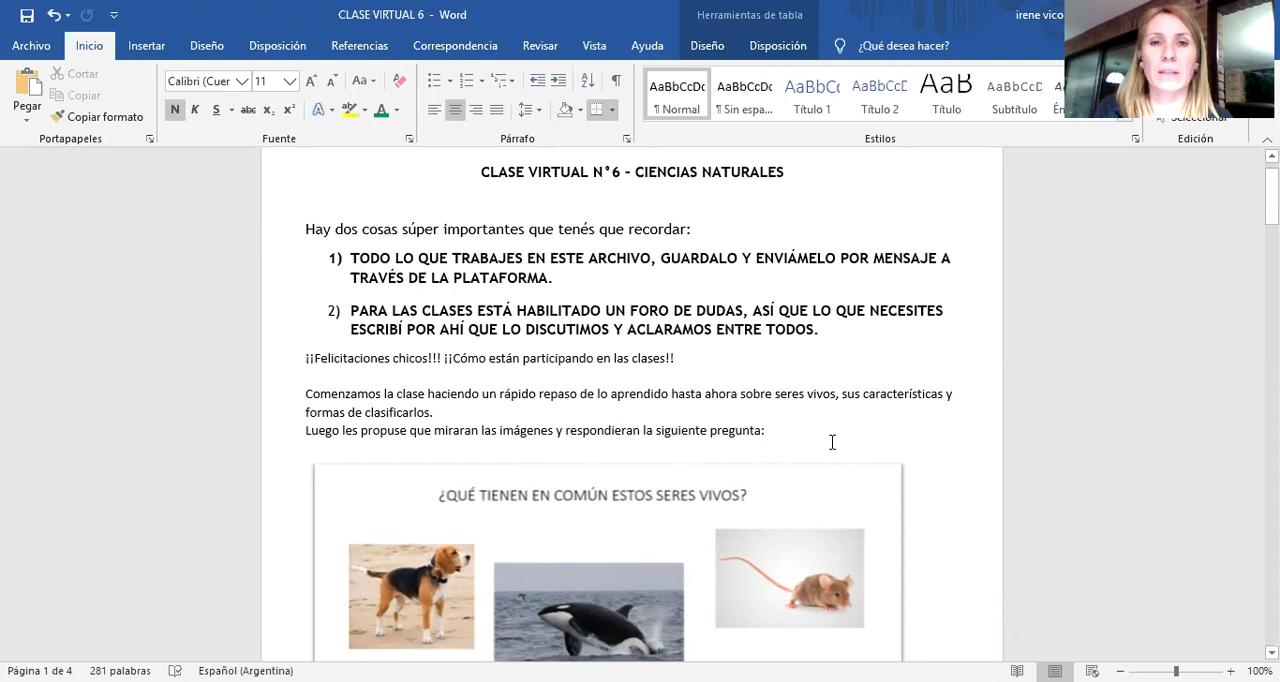 CLASE VIRTUAL 6 - Word
Herramientas de tabla
irene vico
Archivo Inicio Insertar Diseño Disposición Referencias Correspondencia Revisar Vista Ayuda Diseño Disposición ¿Qué desea hacer?
Pegar
Cortar
Copiar
Copiar formato
Portapapeles
Calibri (Cuer 11
N K S abc x₂ x²
Fuente
Párrafo
AaBbCcDc AaBbCcDc AaBbC AaBbCcD AaB AaBbCcD
¶ Normal ¶ Sin espa... Título 1 Título 2 Título Subtítulo
Estilos
Edición
CLASE VIRTUAL N°6 – CIENCIAS NATURALES
Hay dos cosas súper importantes que tenés que recordar:
1) TODO LO QUE TRABAJES EN ESTE ARCHIVO, GUARDALO Y ENVIÁMELO POR MENSAJE A
TRAVÉS DE LA PLATAFORMA.
2) PARA LAS CLASES ESTÁ HABILITADO UN FORO DE DUDAS, ASÍ QUE LO QUE NECESITES
ESCRIBÍ POR AHÍ QUE LO DISCUTIMOS Y ACLARAMOS ENTRE TODOS.
¡¡Felicitaciones chicos!!! ¡¡Cómo están participando en las clases!!
Comenzamos la clase haciendo un rápido repaso de lo aprendido hasta ahora sobre seres vivos, sus características y
formas de clasificarlos.
Luego les propuse que miraran las imágenes y respondieran la siguiente pregunta:
¿QUÉ TIENEN EN COMÚN ESTOS SERES VIVOS?
Página 1 de 4 281 palabras Español (Argentina) 100%